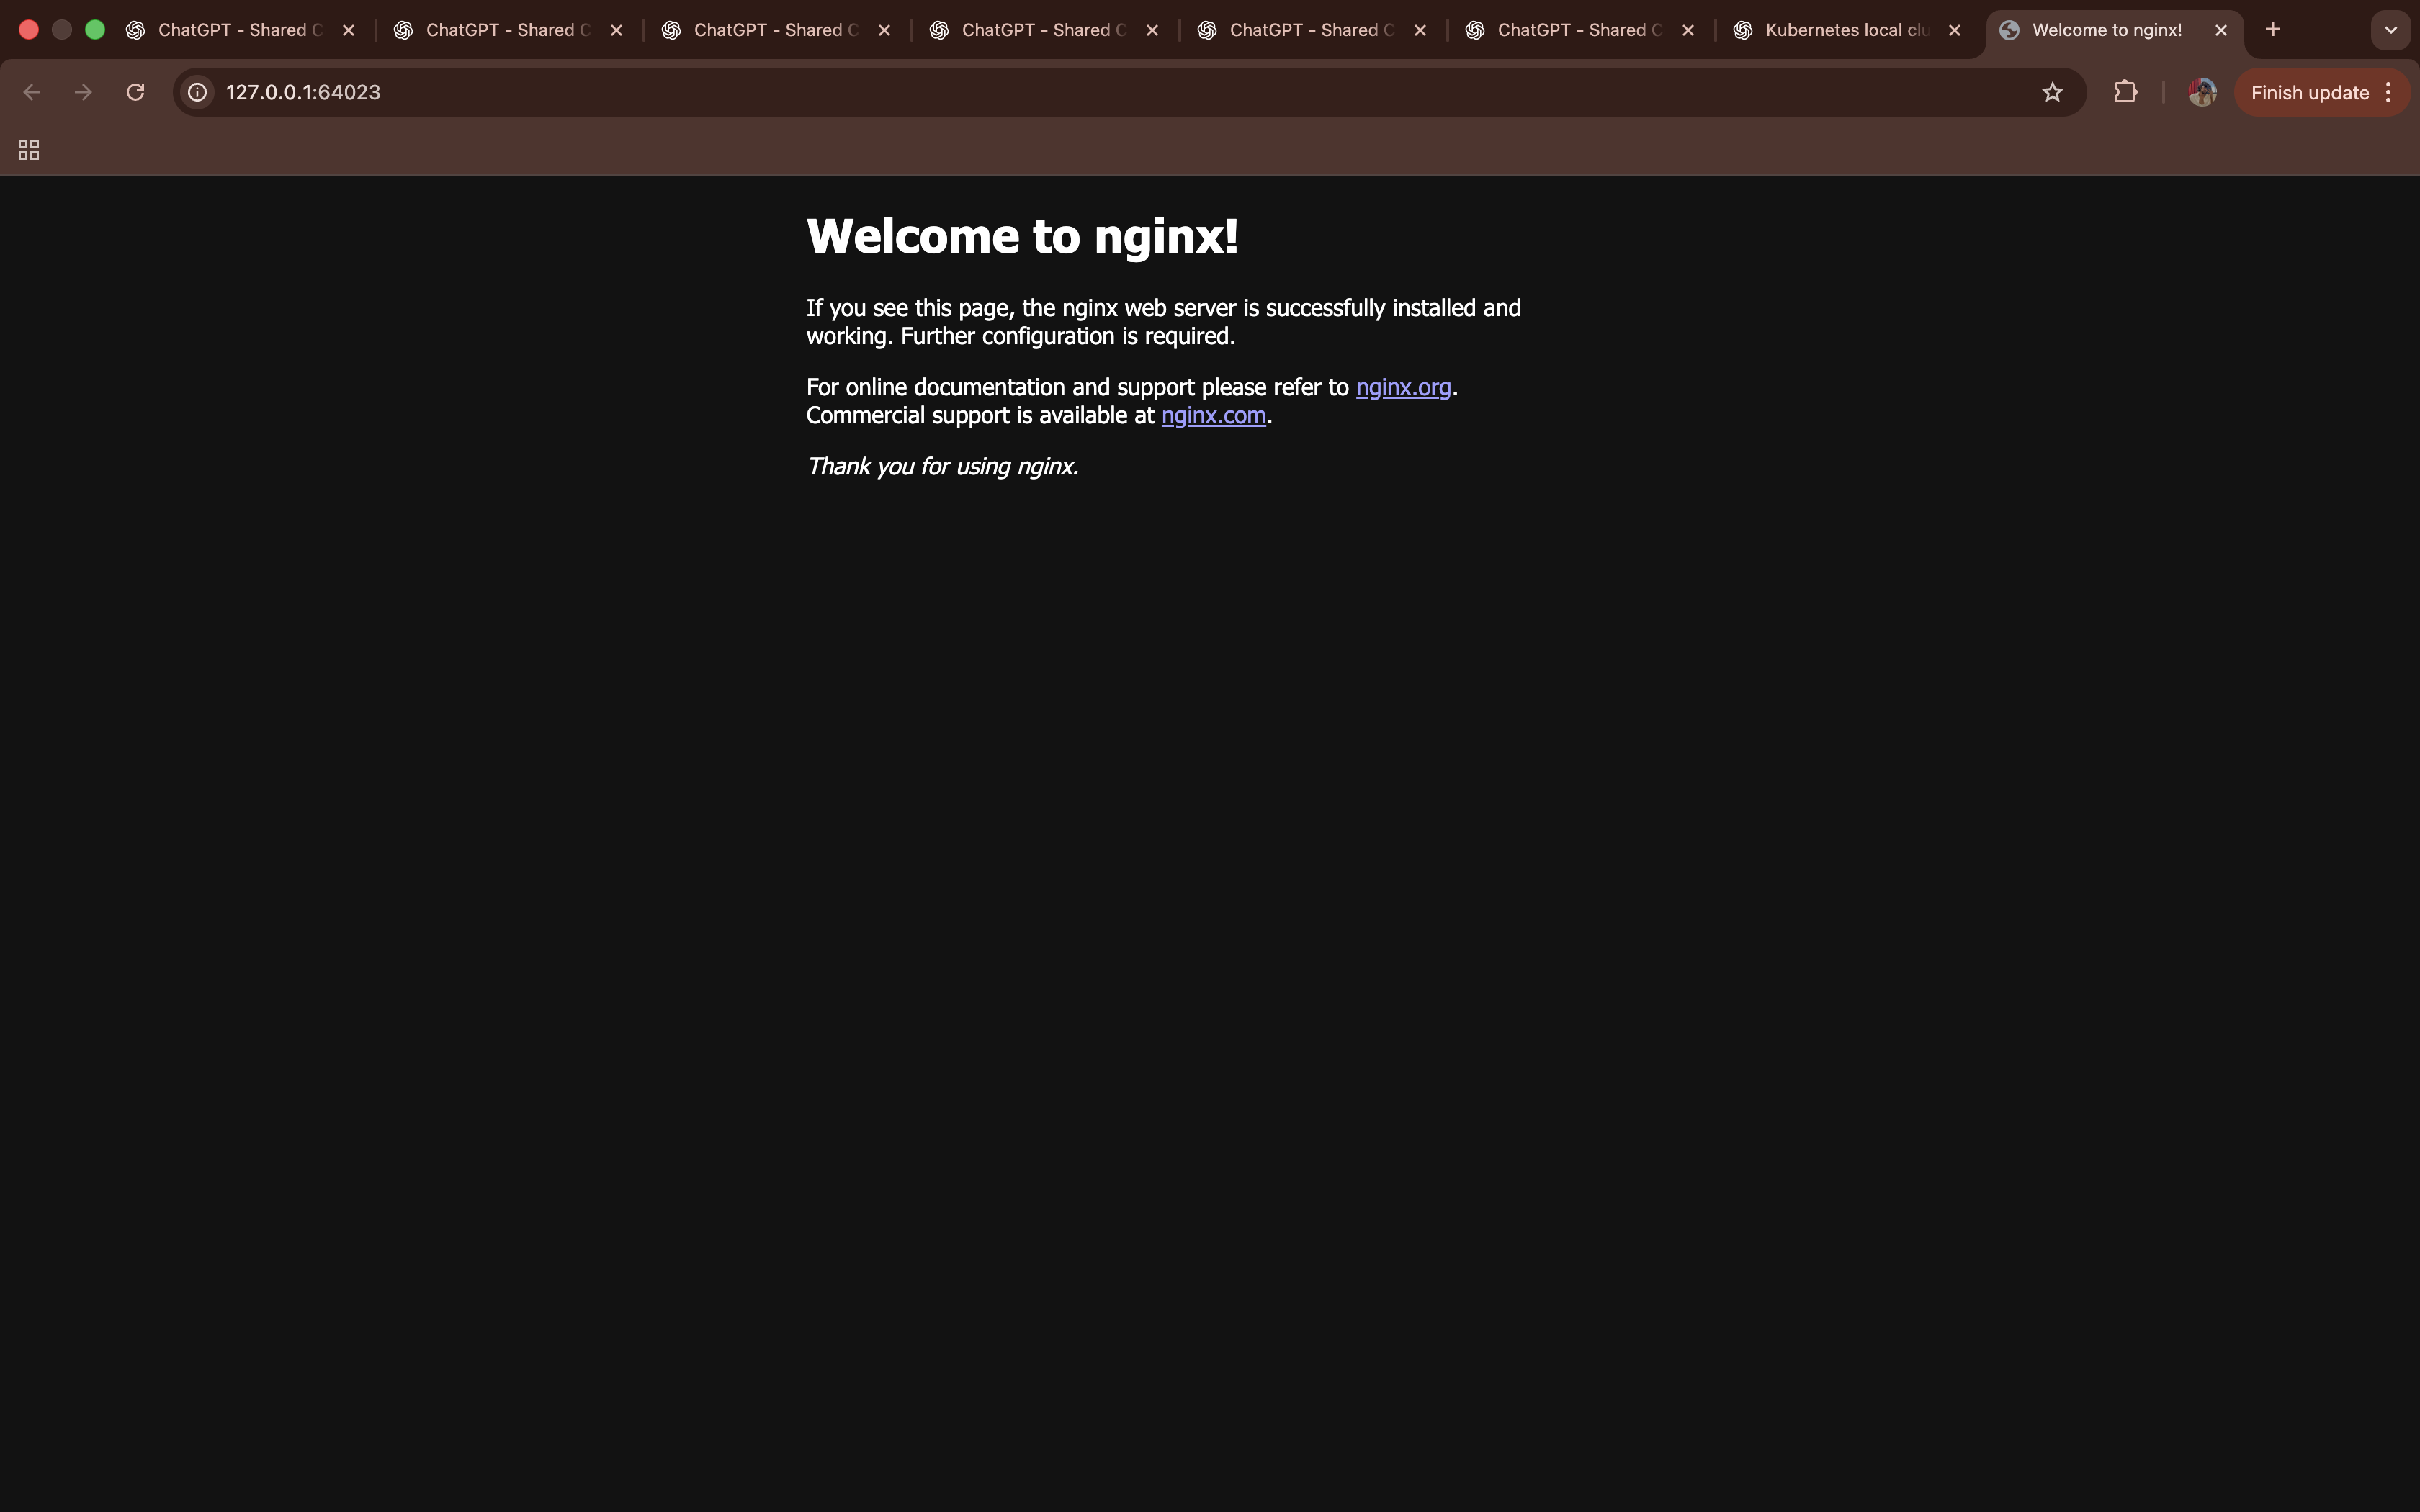 ChatGPT - Shared C
ChatGPT - Shared C
ChatGPT - Shared C
ChatGPT - Shared C
ChatGPT - Shared C
ChatGPT - Shared C
Kubernetes local clu
Welcome to nginx!
127.0.0.1:64023
Finish update
Welcome to nginx!
If you see this page, the nginx web server is successfully installed and
working. Further configuration is required.
For online documentation and support please refer to nginx.org.
Commercial support is available at nginx.com.
Thank you for using nginx.